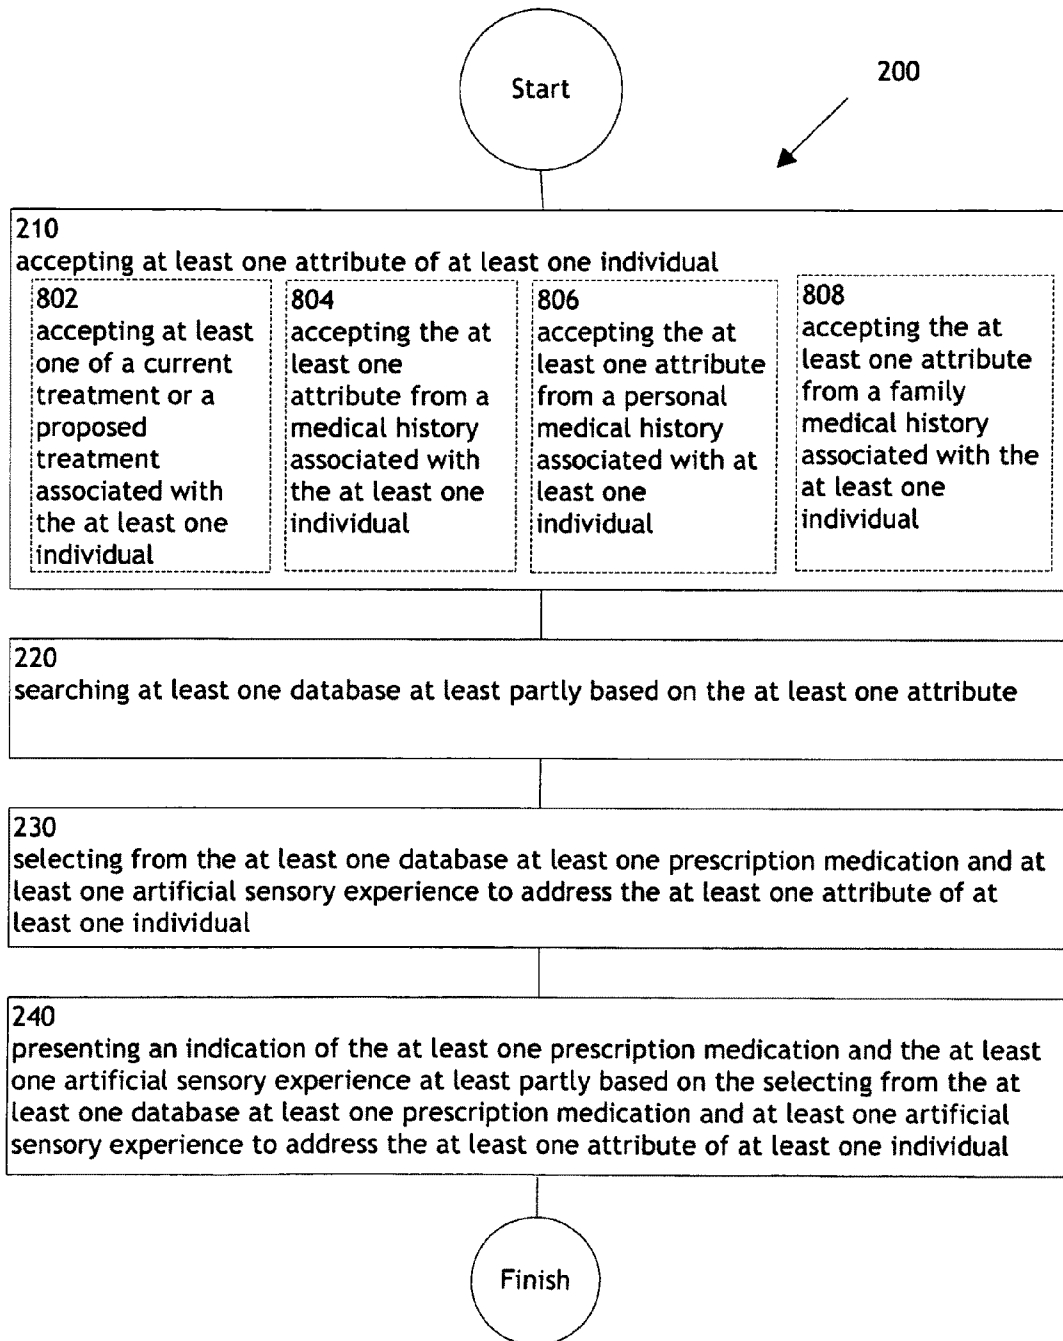 Start
200
210
accepting at least one attribute of at least one individual
802
accepting at least
one of a current
treatment or a
proposed
treatment
associated with
the at least one
individual
804
accepting the at
least one
attribute from a
medical history
associated with
the at least one
individual
806
accepting the at
least one attribute
from a personal
medical history
associated with at
least one
individual
808
accepting the at
least one attribute
from a family
medical history
associated with the
at least one
individual
220
searching at least one database at least partly based on the at least one attribute
230
selecting from the at least one database at least one prescription medication and at
least one artificial sensory experience to address the at least one attribute of at
least one individual
240
presenting an indication of the at least one prescription medication and the at least
one artificial sensory experience at least partly based on the selecting from the at
least one database at least one prescription medication and at least one artificial
sensory experience to address the at least one attribute of at least one individual
Finish